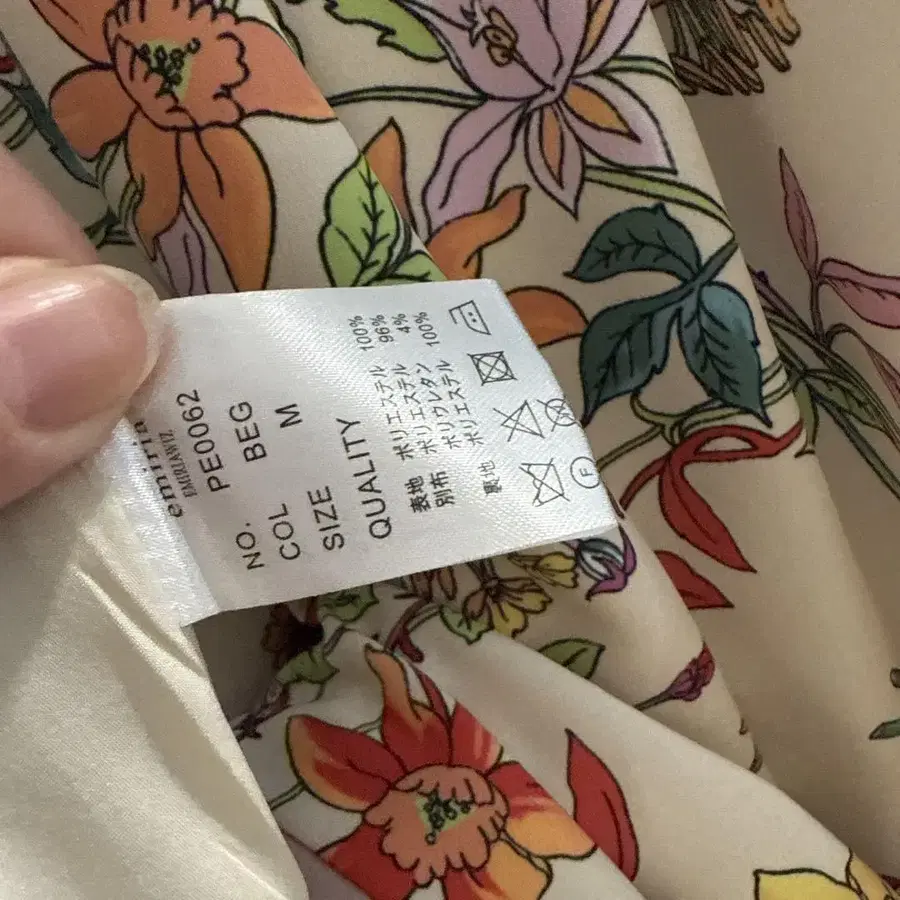 emiria
EMIRIA WIZ
NO. PE0062
COL BEG
SIZE M
QUALITY
表地 ポリエステル 100%
別布 ポリエステル 96%
ポリウレタン 4%
裏地 ポリエステル 100%
F